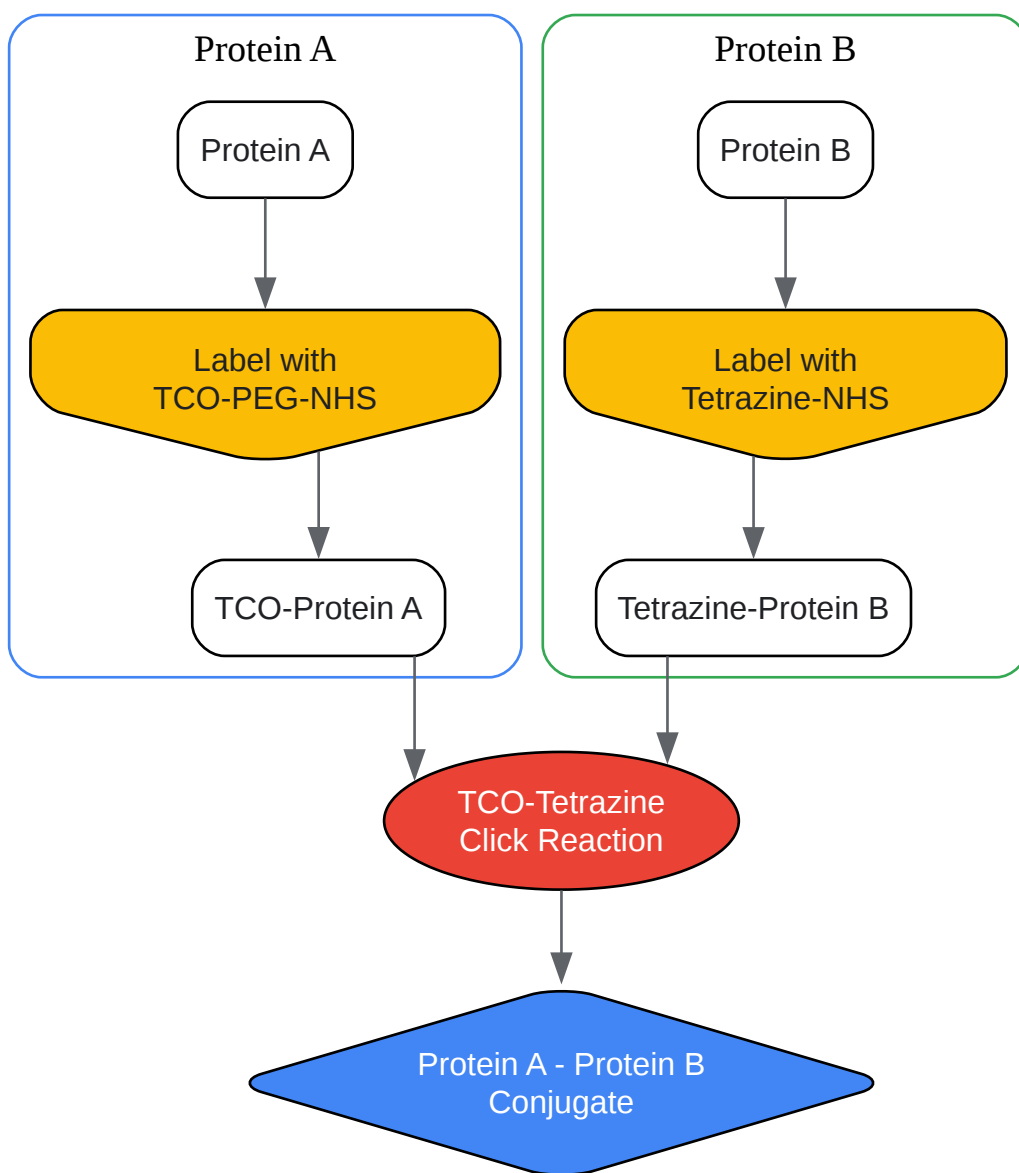 Protein A
Protein A
Label with
TCO-PEG-NHS
TCO-Protein A
Protein B
Protein B
Label with
Tetrazine-NHS
Tetrazine-Protein B
TCO-Tetrazine
Click Reaction
Protein A - Protein B
Conjugate